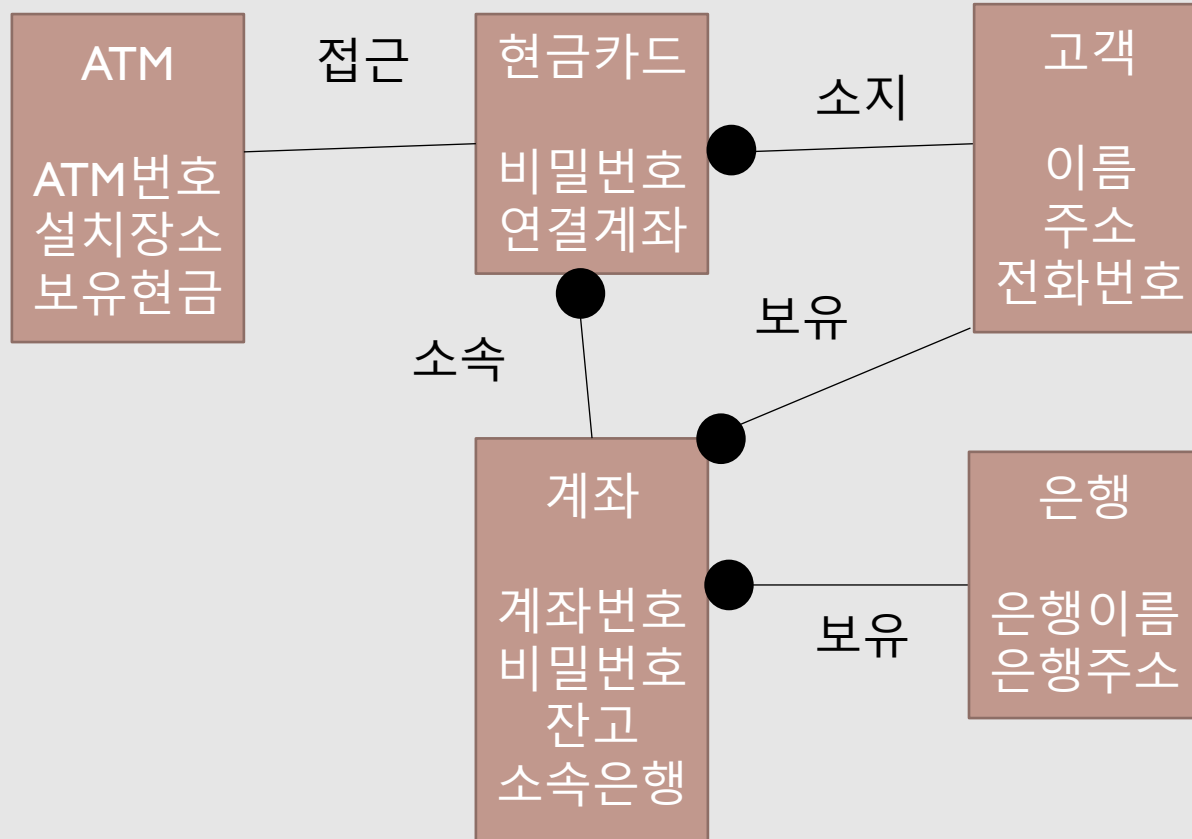 ATM
ATM번호
설치장소
보유현금
접근
현금카드
비밀번호
연결계좌
소지
고객
이름
주소
전화번호
소속
보유
계좌
계좌번호
비밀번호
잔고
소속은행
보유
은행
은행이름
은행주소